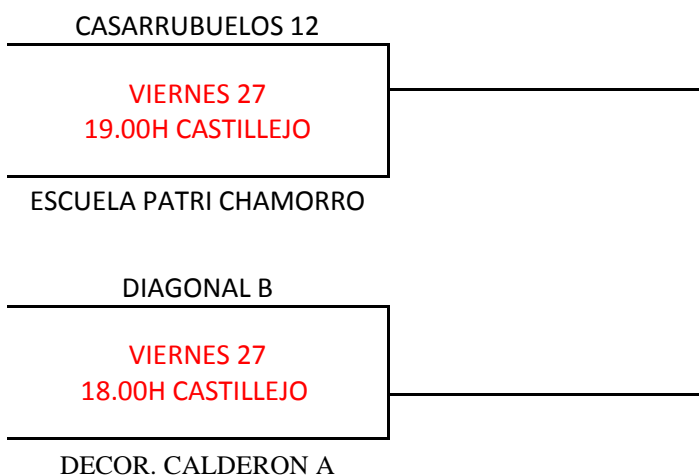 CASARRUBUELOS 12
VIERNES 27
19.00H CASTILLEJO
ESCUELA PATRI CHAMORRO
DIAGONAL B
VIERNES 27
18.00H CASTILLEJO
DECOR. CALDERON A